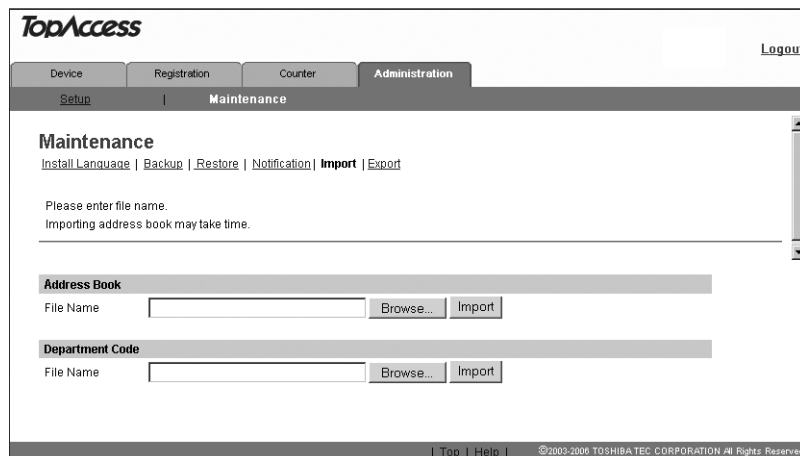 TopAccess
Logout
Device Registration Counter Administration
Setup | Maintenance
Maintenance
Install Language | Backup | Restore | Notification | Import | Export
Please enter file name.
Importing address book may take time.
Address Book
File Name Browse... Import
Department Code
File Name Browse... Import
| Top | Help | ©2003-2006 TOSHIBA TEC CORPORATION All Rights Reserved